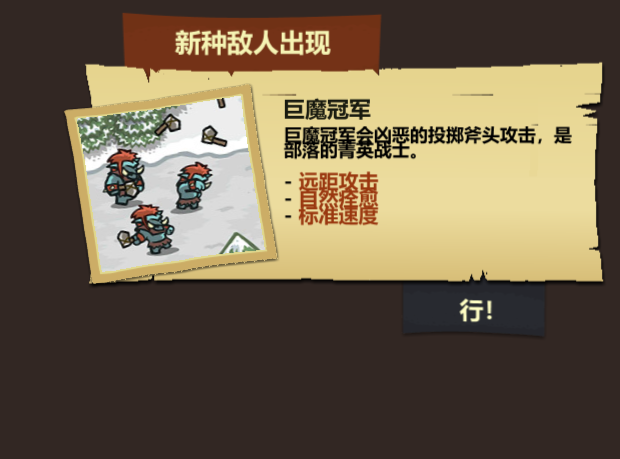 新种敌人出现
巨魔冠军
巨魔冠军会凶恶的投掷斧头攻击，是
部落的菁英战士。
- 远距攻击
- 自然痊愈
- 标准速度
行!